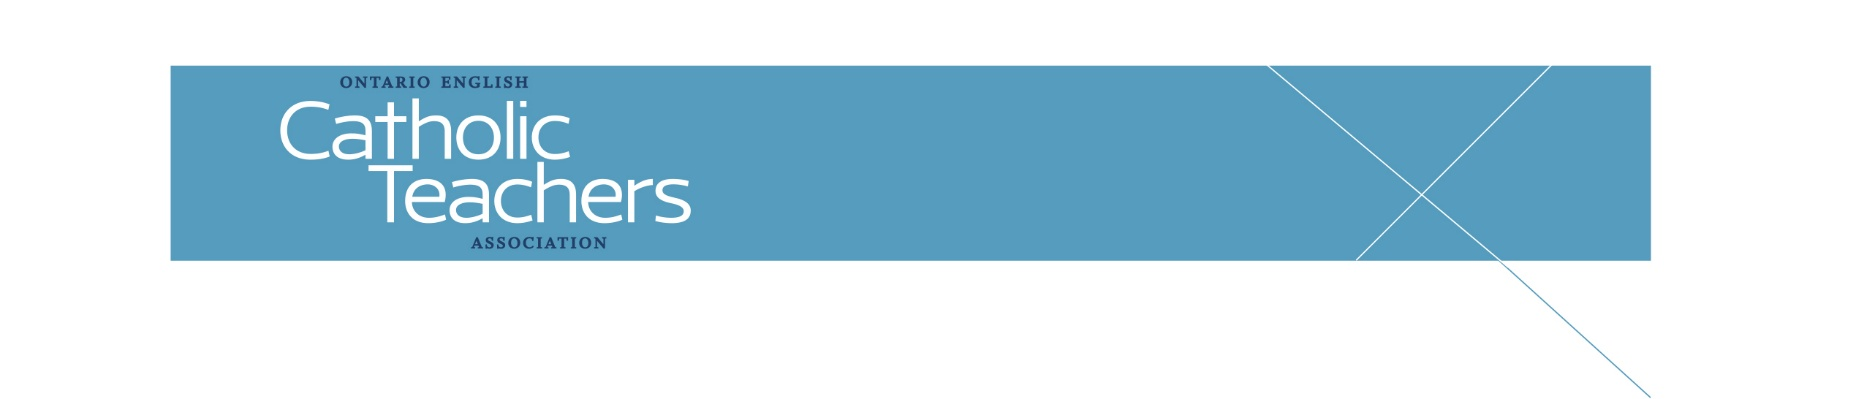 ONTARIO ENGLISH
Catholic
Teachers
ASSOCIATION